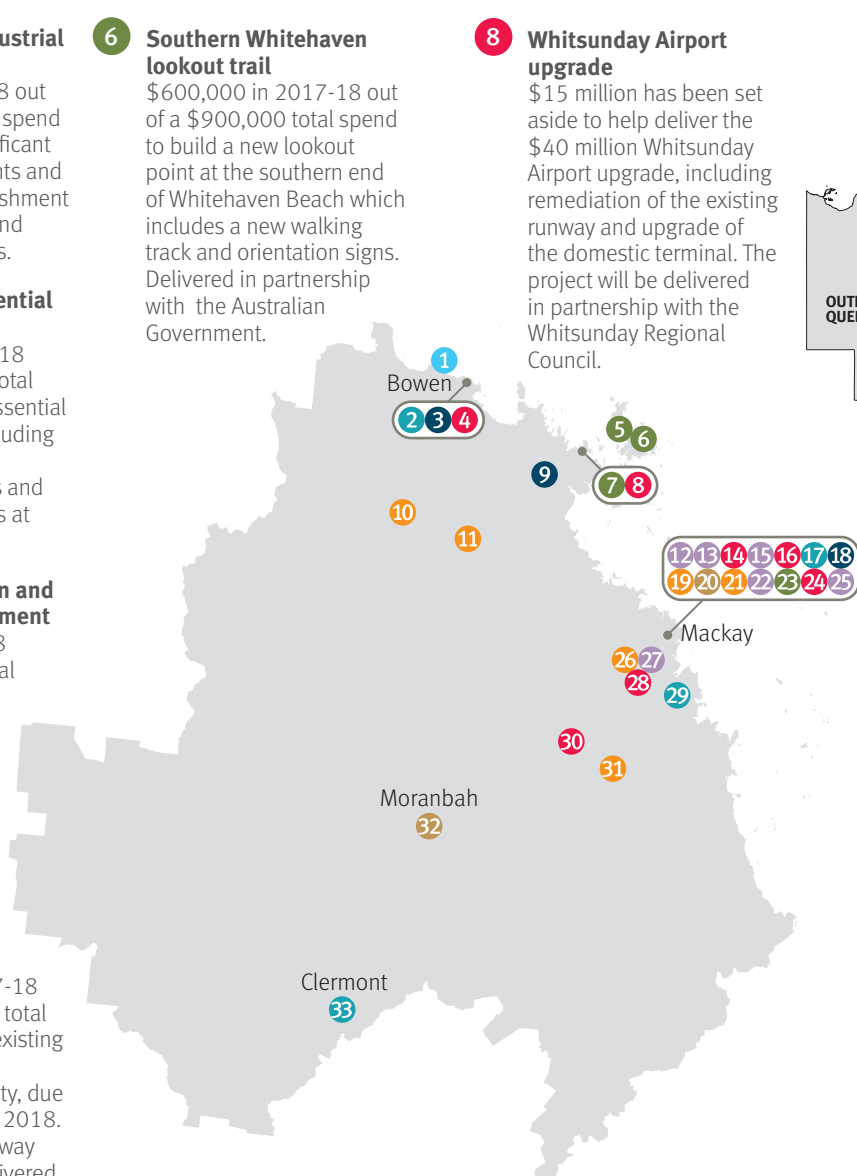 ustrial
8 out
spend
ficant
nts and
shment
nd
s.
ential
18
otal
ssential
luding
s and
s at
n and
ment
8
al
7-18
total
existing
ty, due
2018.
way
livered
6 Southern Whitehaven
lookout trail
$600,000 in 2017-18 out
of a $900,000 total spend
to build a new lookout
point at the southern end
of Whitehaven Beach which
includes a new walking
track and orientation signs.
Delivered in partnership
with the Australian
Government.
8 Whitsunday Airport
upgrade
$15 million has been set
aside to help deliver the
$40 million Whitsunday
Airport upgrade, including
remediation of the existing
runway and upgrade of
the domestic terminal. The
project will be delivered
in partnership with the
Whitsunday Regional
Council.
OUT
QUE
1
Bowen
2 3 4
5
6
7 8
9
10
11
12 13 14 15 16 17 18
19 20 21 22 23 24 25
Mackay
26 27
28
29
30
31
Moranbah
32
Clermont
33